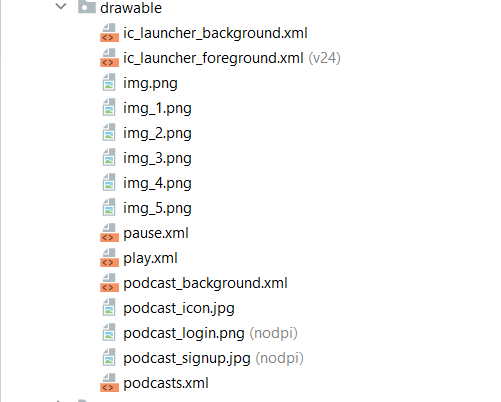 drawable
ic_launcher_background.xml
ic_launcher_foreground.xml (v24)
img.png
img_1.png
img_2.png
img_3.png
img_4.png
img_5.png
pause.xml
play.xml
podcast_background.xml
podcast_icon.jpg
podcast_login.png (nodpi)
podcast_signup.jpg (nodpi)
podcasts.xml